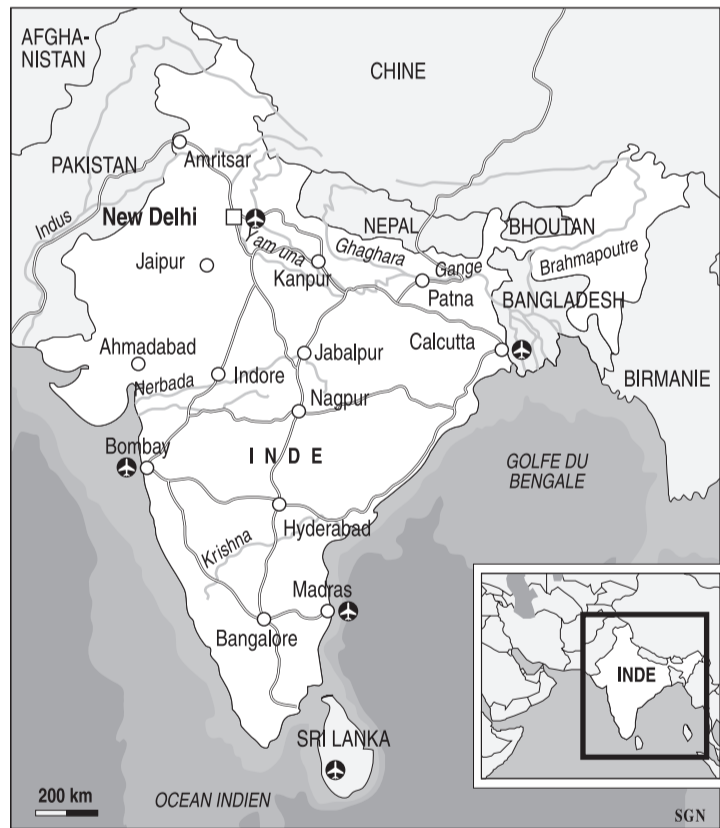 AFGHA-
NISTAN
CHINE
PAKISTAN
Amritsar
Indus
New Delhi
NEPAL
BHOUTAN
Yamuna
Ghaghara
Gange
Brahmapoutre
Jaipur
Kanpur
Patna
BANGLADESH
Ahmadabad
Jabalpur
Calcutta
Nerbada
Indore
BIRMANIE
Nagpur
Bombay
INDE
GOLFE DU
BENGALE
Hyderabad
Krishna
Madras
Bangalore
INDE
SRI LANKA
200 km
OCEAN INDIEN
SGN